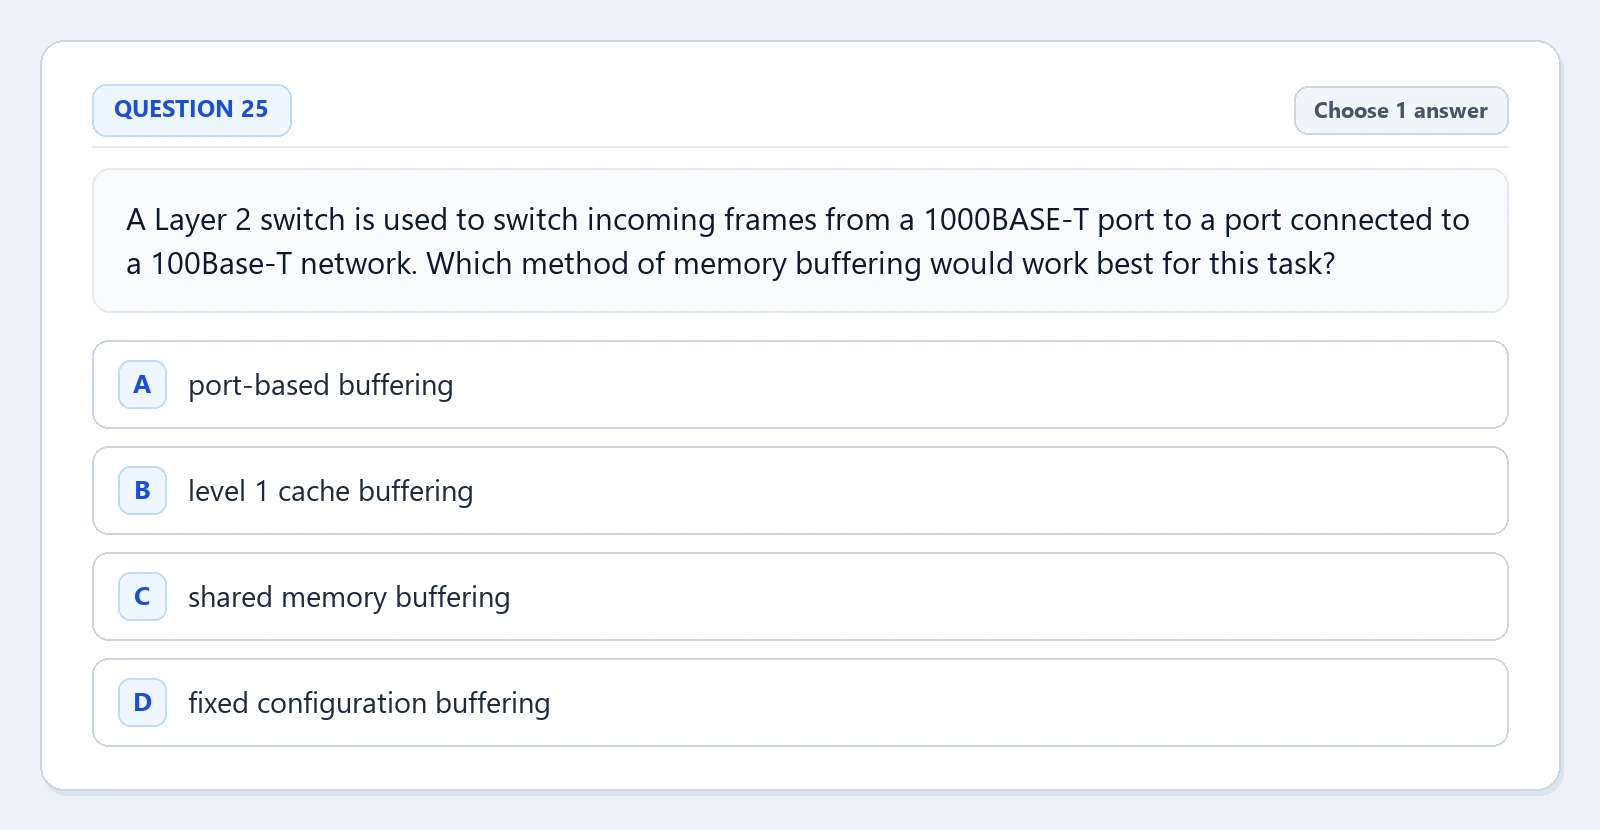 QUESTION 25
Choose 1 answer
A Layer 2 switch is used to switch incoming frames from a 1000BASE-T port to a port connected to
a 100Base-T network. Which method of memory buffering would work best for this task?
A port-based buffering
B level 1 cache buffering
C shared memory buffering
D fixed configuration buffering